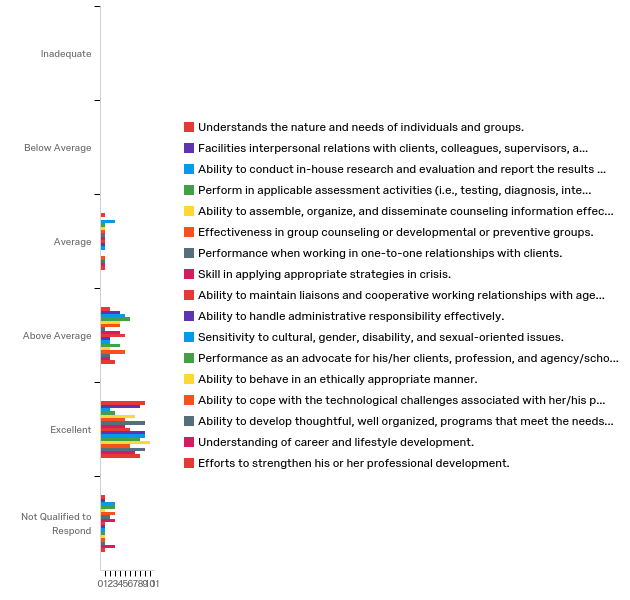 Inadequate
Below Average
Average
Above Average
Excellent
Not Qualified to
Respond
01234567891011
Understands the nature and needs of individuals and groups.
Facilities interpersonal relations with clients, colleagues, supervisors, a...
Ability to conduct in-house research and evaluation and report the results ...
Perform in applicable assessment activities (i.e., testing, diagnosis, inte...
Ability to assemble, organize, and disseminate counseling information effec...
Effectiveness in group counseling or developmental or preventive groups.
Performance when working in one-to-one relationships with clients.
Skill in applying appropriate strategies in crisis.
Ability to maintain liaisons and cooperative working relationships with age...
Ability to handle administrative responsibility effectively.
Sensitivity to cultural, gender, disability, and sexual-oriented issues.
Performance as an advocate for his/her clients, profession, and agency/scho...
Ability to behave in an ethically appropriate manner.
Ability to cope with the technological challenges associated with her/his p...
Ability to develop thoughtful, well organized, programs that meet the needs...
Understanding of career and lifestyle development.
Efforts to strengthen his or her professional development.